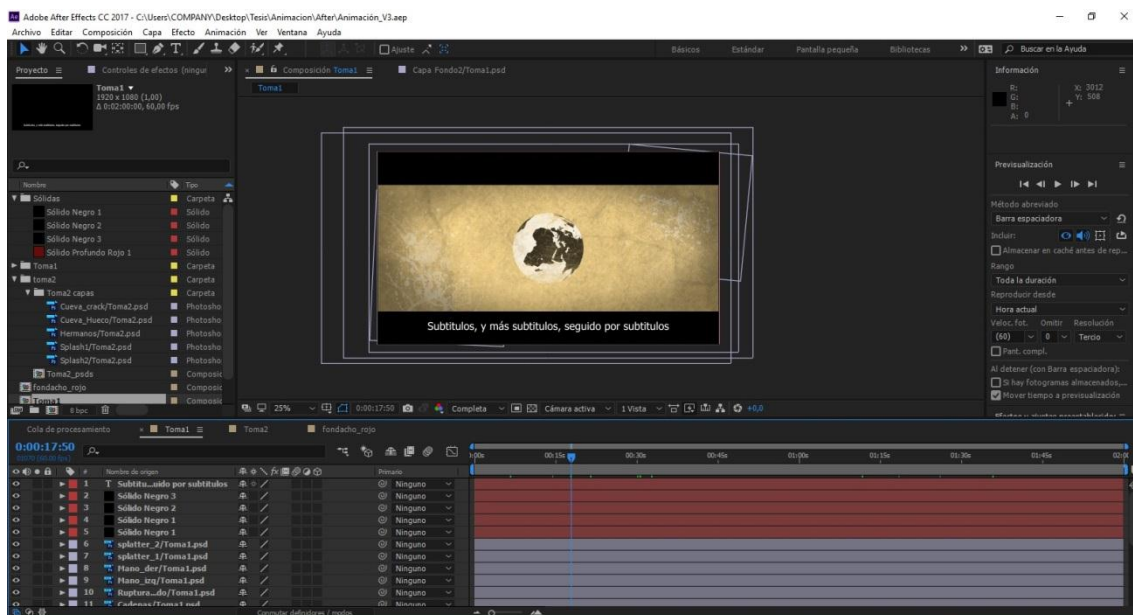 Adobe After Effects CC 2017 - C:\Users\COMPANY\Desktop\Tesis\Animacion\After\Animación_V3.aep
Archivo Editar Composición Capa Efecto Animación Ver Ventana Ayuda
Ajuste
Básicos Estándar Pantalla pequeña Bibliotecas
Buscar en la Ayuda
Proyecto
Controles de efectos (ningur
Composición Toma1
Capa Fondo2/Toma1.psd
Información
Toma1
1920 x 1080 (1,00)
Δ 0:02:00:00, 60,00 fps
Toma1
R:
G:
B:
A: 0
X: 3012
Y: 508
Nombre Tipo
Sólidas Carpeta
Sólido Negro 1 Sólido
Sólido Negro 2 Sólido
Sólido Negro 3 Sólido
Sólido Profundo Rojo 1 Sólido
Toma1 Carpeta
toma2 Carpeta
Toma2 capas Carpeta
Cueva_crack/Toma2.psd Photosho
Cueva_Hueco/Toma2.psd Photosho
Hermanos/Toma2.psd Photosho
Splash1/Toma2.psd Photosho
Splash2/Toma2.psd Photosho
Toma2_psds Composic
fondacho_rojo Composic
Toma1 Composic
8 bpc
Subtitulos, y más subtitulos, seguido por subtitulos
25% 0:00:17:50 Completa Cámara activa 1 Vista +0,0
Previsualización
Método abreviado
Barra espaciadora
Incluir:
Almacenar en caché antes de rep...
Rango
Toda la duración
Reproducir desde
Hora actual
Veloc. fot. Omitir Resolución
(60) 0 Tercio
Pant. compl.
Al detener (con Barra espaciadora):
Si hay fotogramas almacenados,...
Mover tiempo a previsualización
Cola de procesamiento Toma1 Toma2 fondacho_rojo
0:00:17:50
00s 00:15s 00:30s 00:45s 01:00s 01:15s 01:30s 01:45s 02:0
# Nombre de origen Primario
1 T Subtitu...uido por subtitulos Ninguno
2 Sólido Negro 3 Ninguno
3 Sólido Negro 2 Ninguno
4 Sólido Negro 1 Ninguno
5 Sólido Negro 1 Ninguno
6 splatter_2/Toma1.psd Ninguno
7 splatter_1/Toma1.psd Ninguno
8 Mano_der/Toma1.psd Ninguno
9 Mano_izq/Toma1.psd Ninguno
10 Ruptura...do/Toma1.psd Ninguno
11 Cadenas/Toma1.psd Ninguno
Conmutar definidores / modos